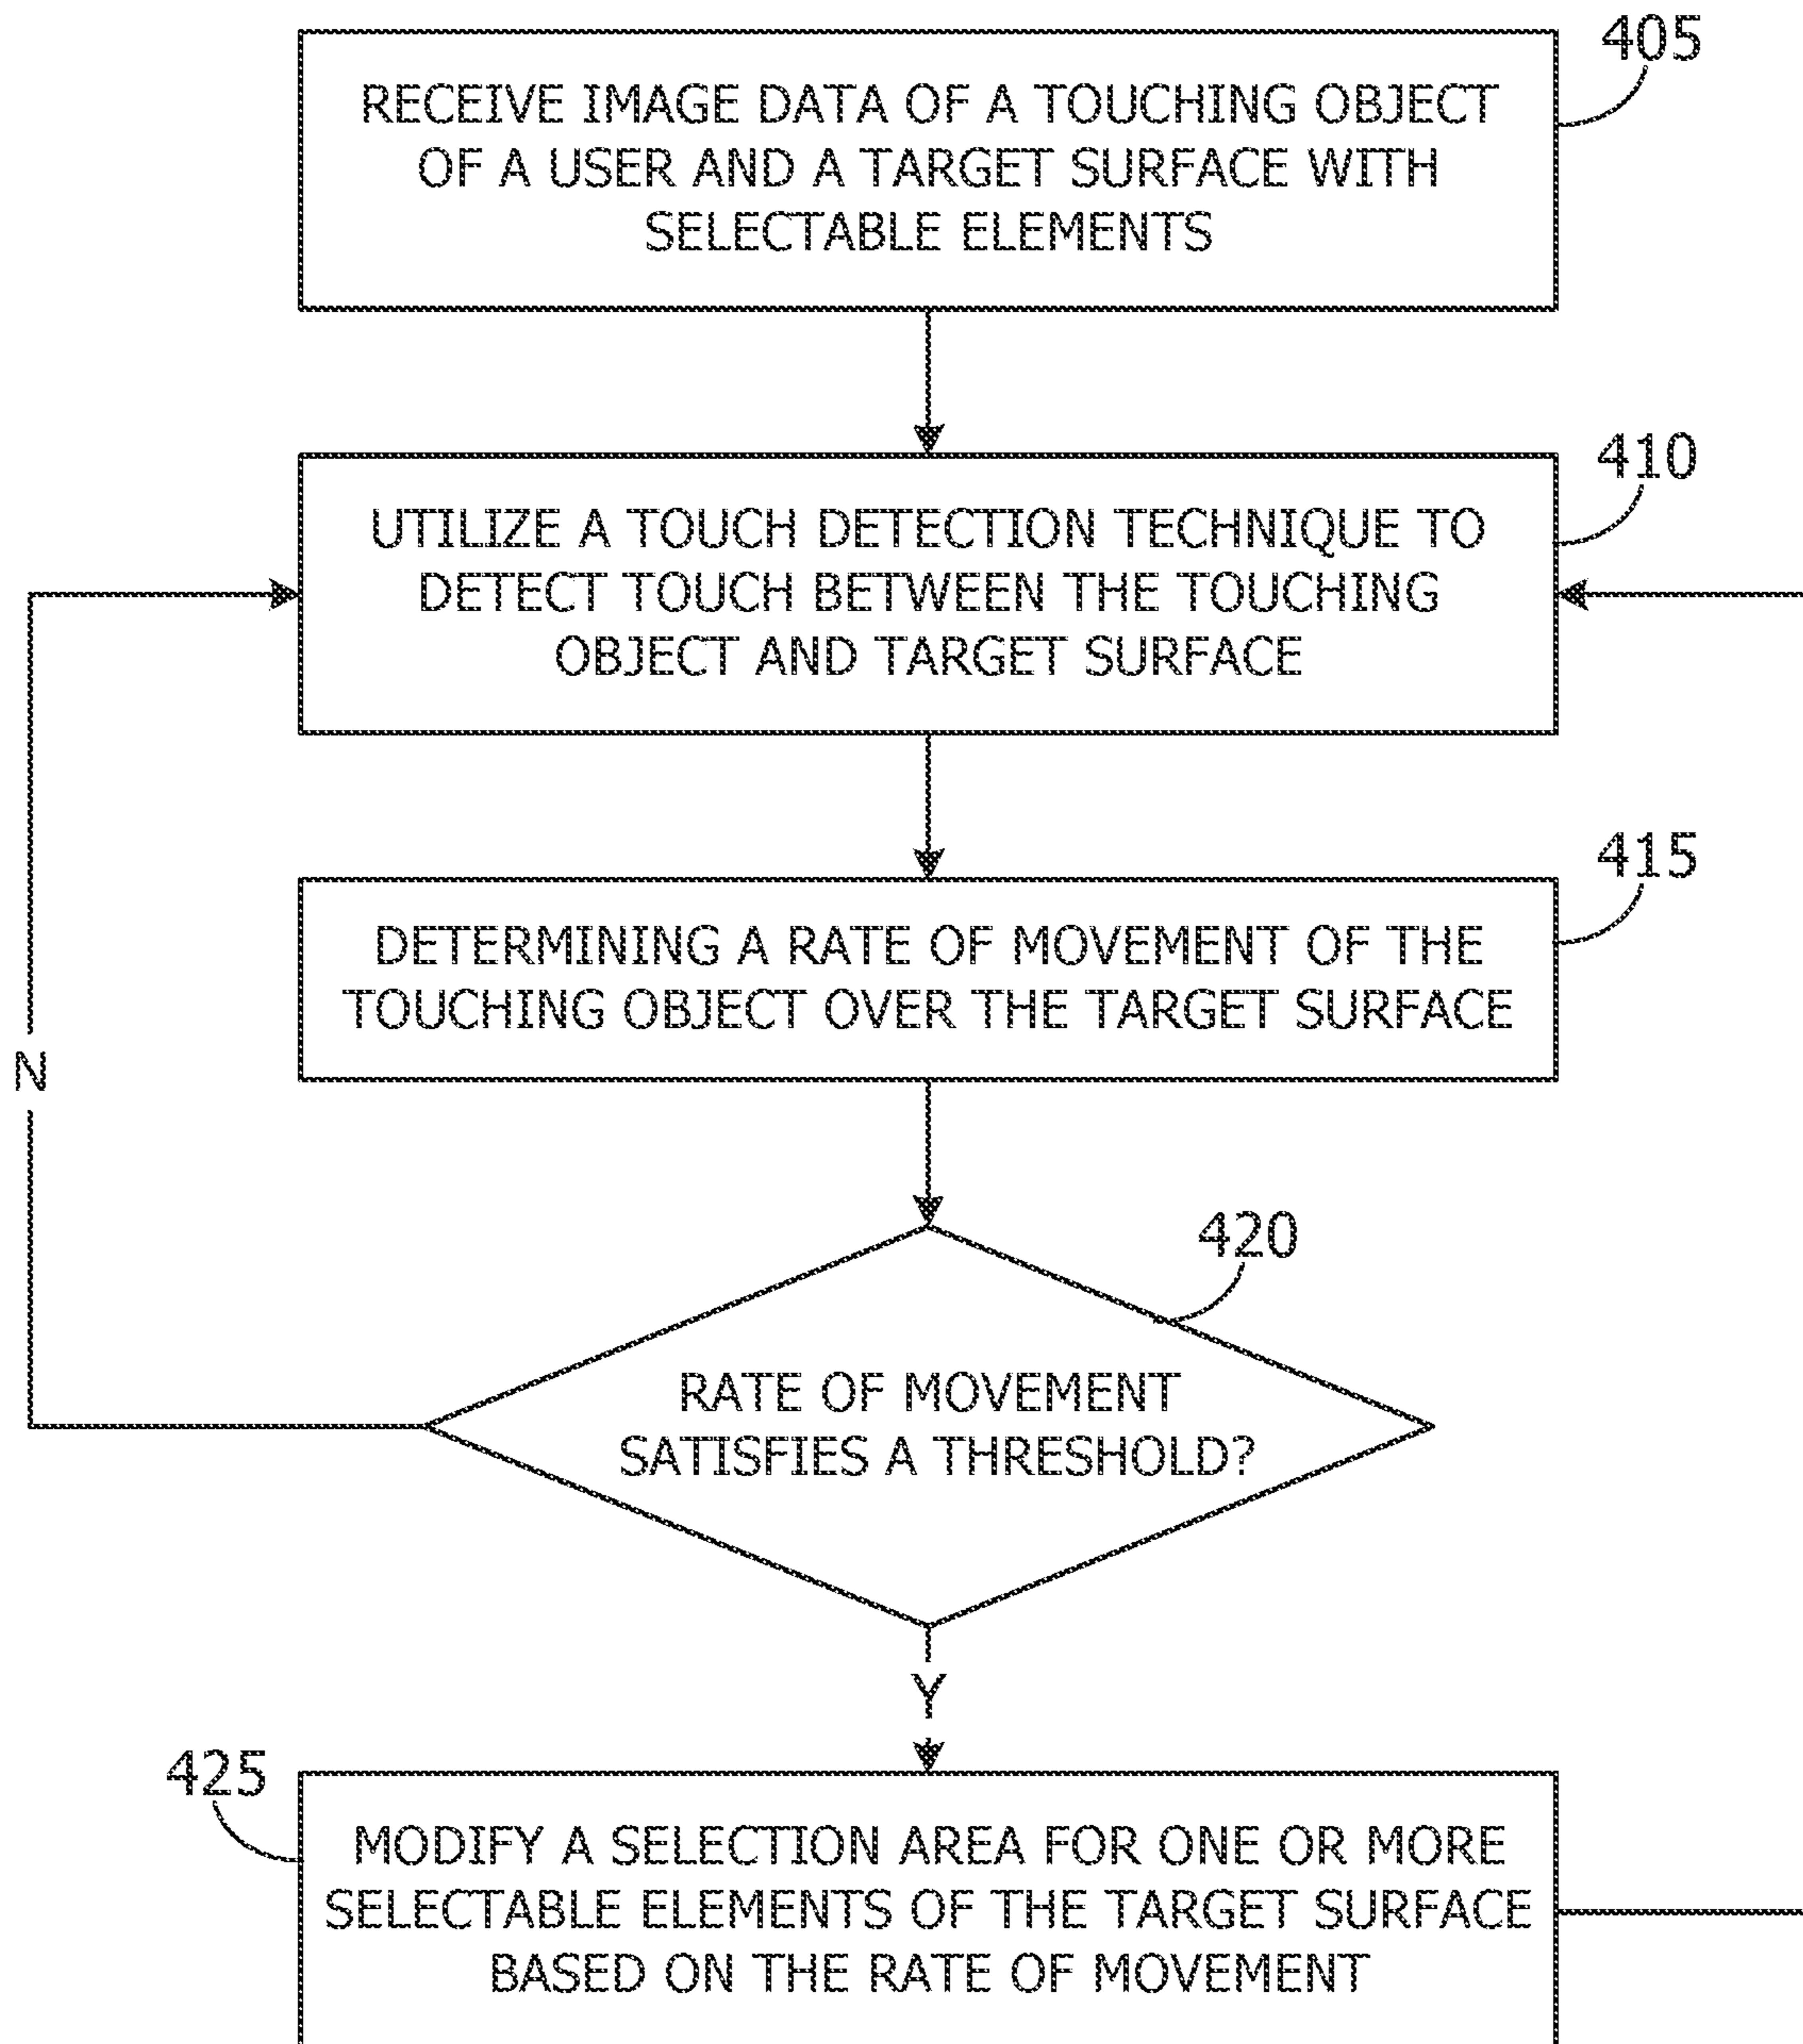 405
RECEIVE IMAGE DATA OF A TOUCHING OBJECT
OF A USER AND A TARGET SURFACE WITH
SELECTABLE ELEMENTS
410
UTILIZE A TOUCH DETECTION TECHNIQUE TO
DETECT TOUCH BETWEEN THE TOUCHING
OBJECT AND TARGET SURFACE
415
DETERMINING A RATE OF MOVEMENT OF THE
TOUCHING OBJECT OVER THE TARGET SURFACE
N
420
RATE OF MOVEMENT
SATISFIES A THRESHOLD?
Y
425
MODIFY A SELECTION AREA FOR ONE OR MORE
SELECTABLE ELEMENTS OF THE TARGET SURFACE
BASED ON THE RATE OF MOVEMENT